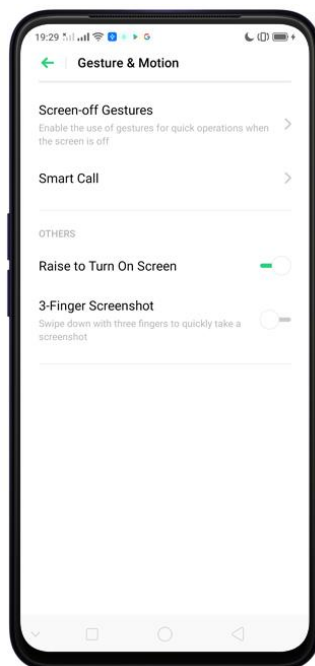 19:29
Gesture & Motion
Screen-off Gestures
Enable the use of gestures for quick operations when
the screen is off
Smart Call
OTHERS
Raise to Turn On Screen
3-Finger Screenshot
Swipe down with three fingers to quickly take a
screenshot